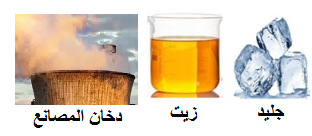 جليد
زيت
دخان المصانع